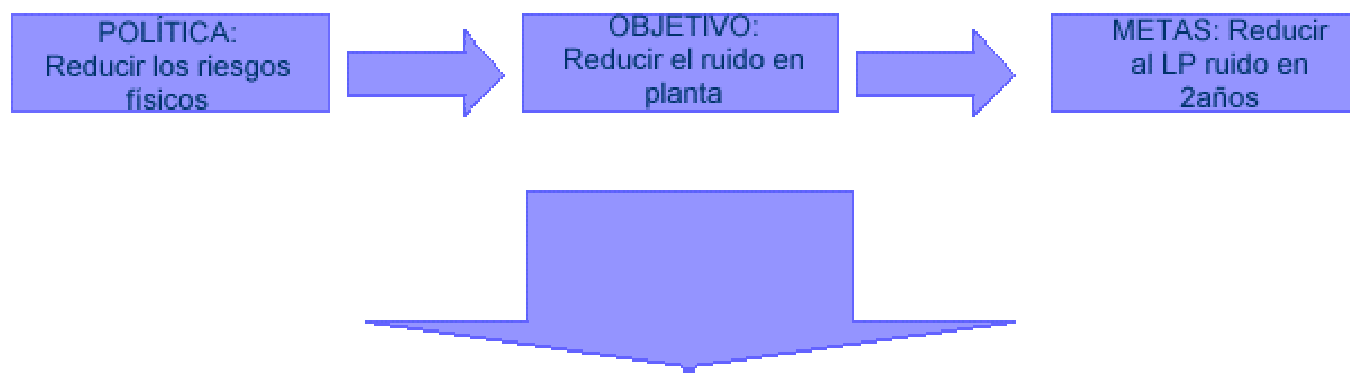 POLÍTICA:
Reducir los riesgos
físicos
OBJETIVO:
Reducir el ruido en
planta
METAS: Reducir
al LP ruido en
2años